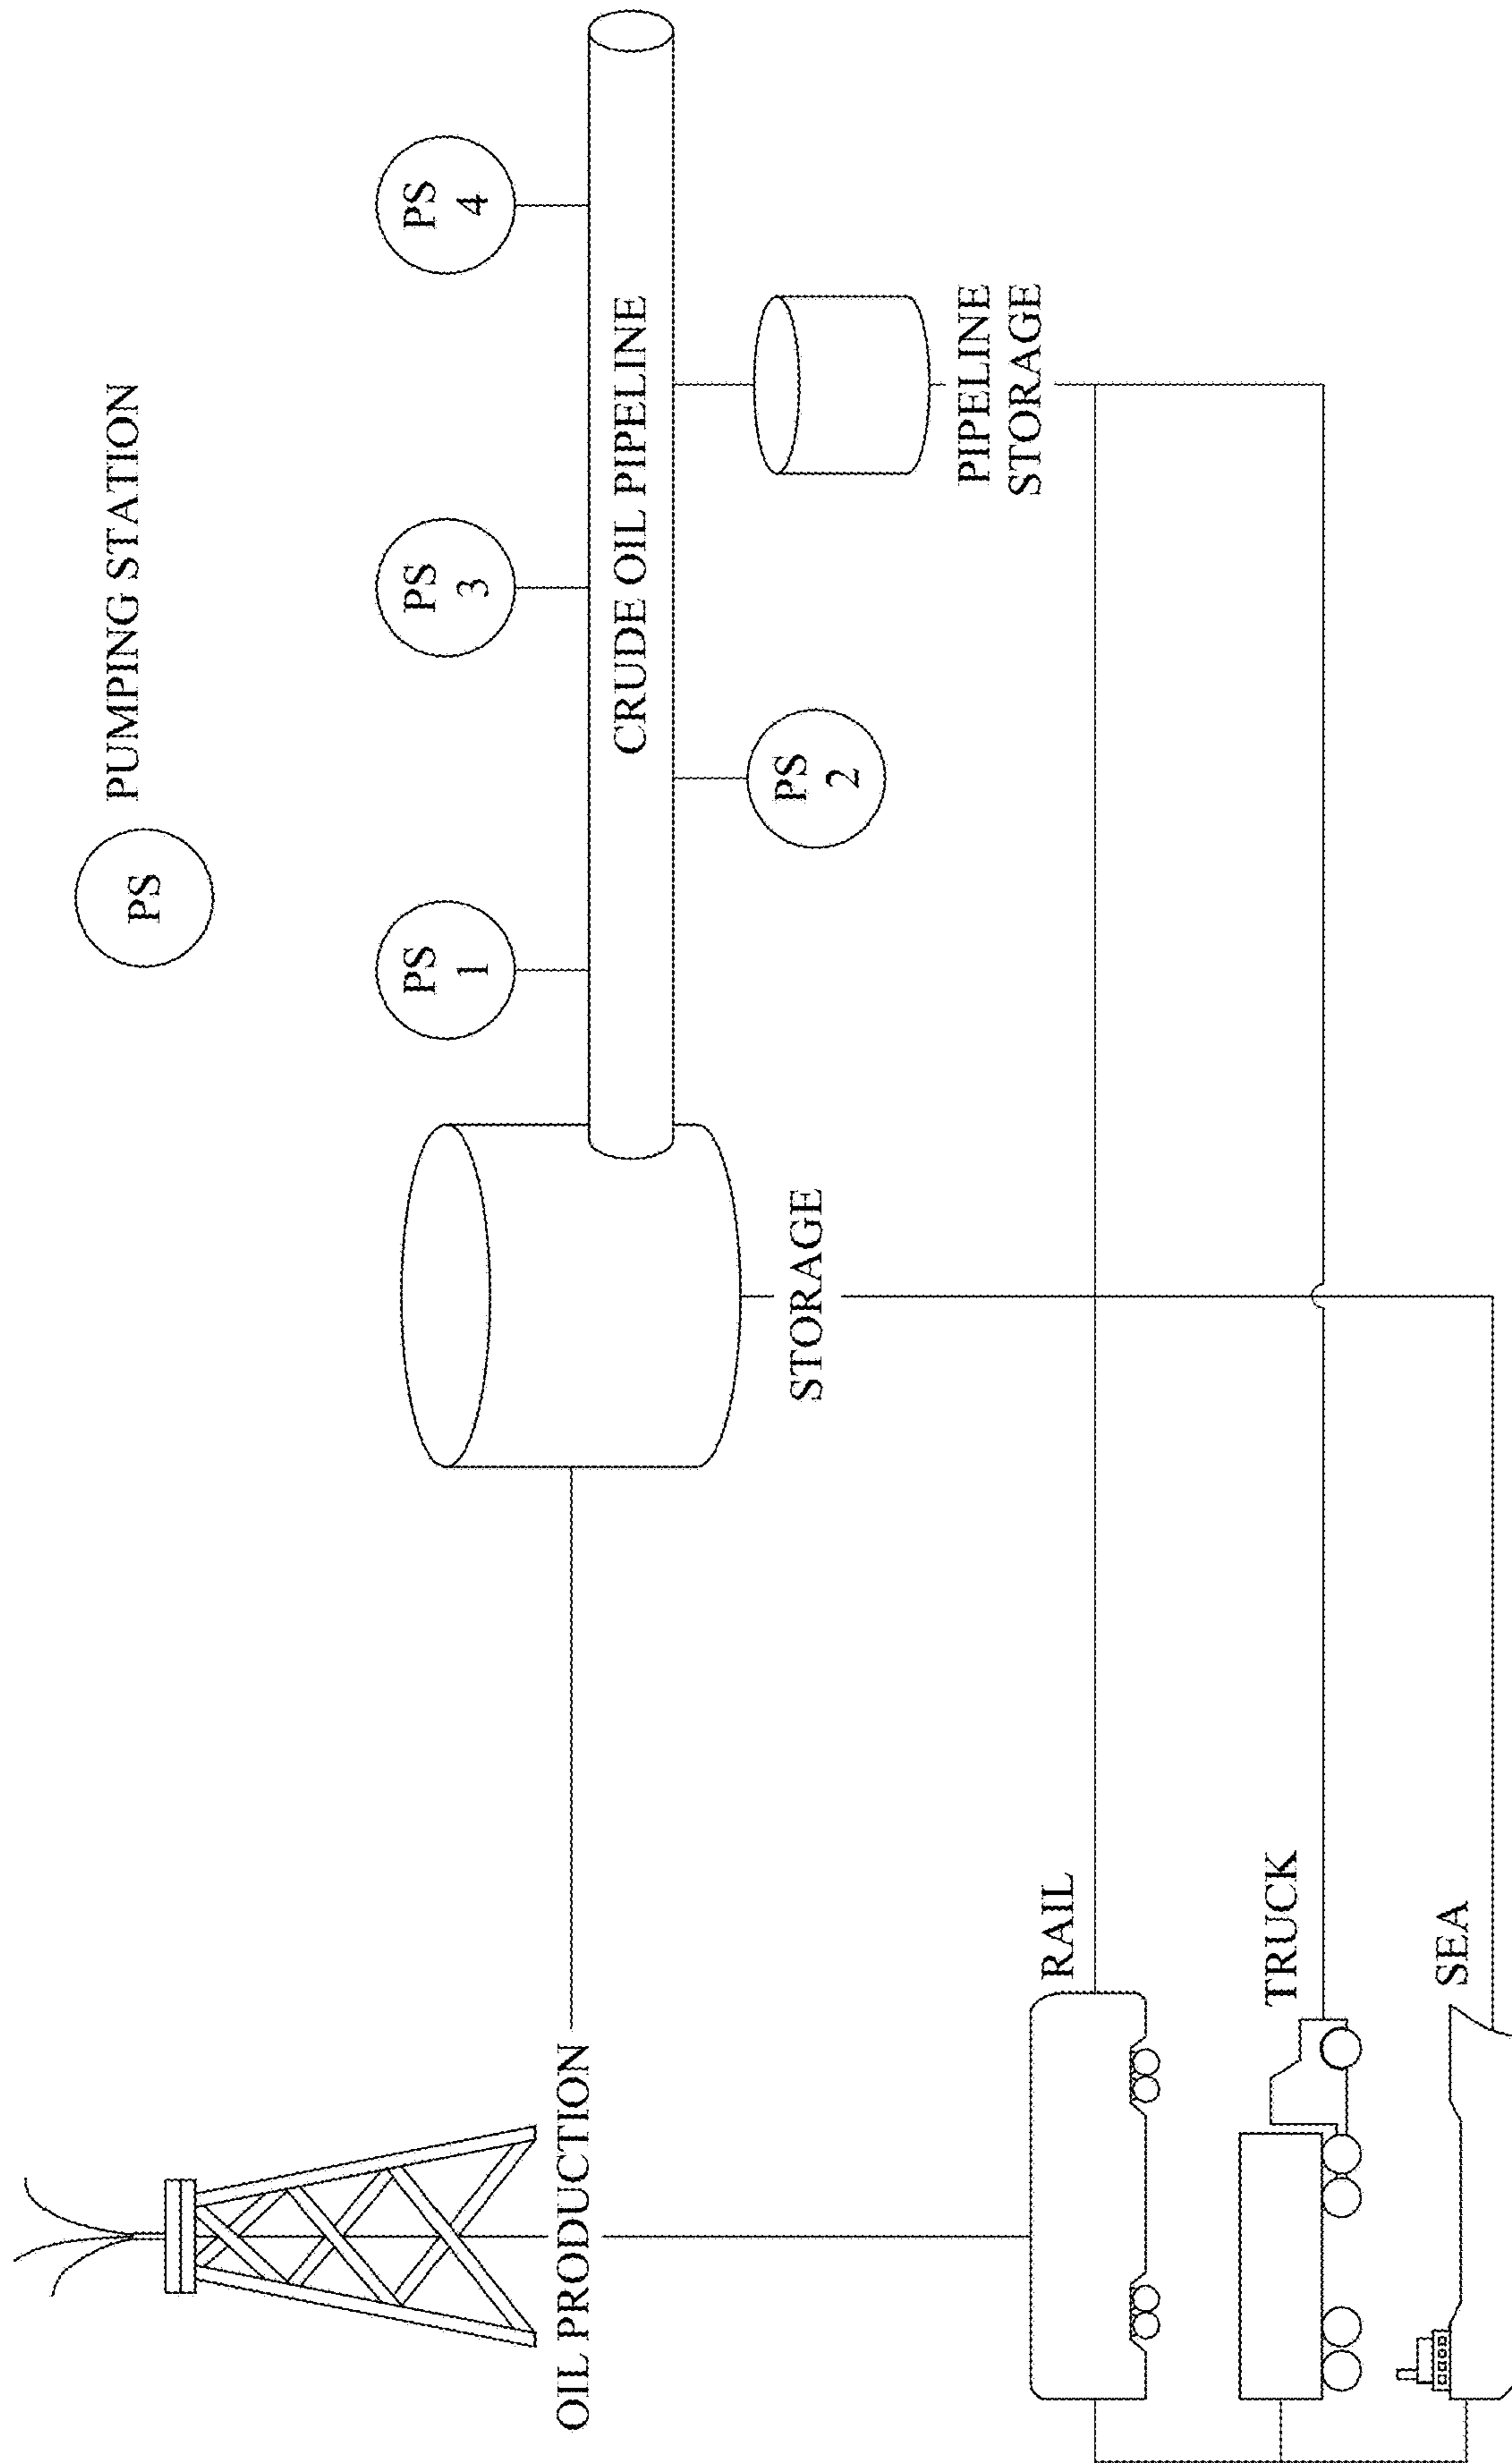 PS
PUMPING STATION
PS
1
PS
3
PS
4
CRUDE OIL PIPELINE
PS
2
PIPELINE
STORAGE
STORAGE
OIL PRODUCTION
RAIL
TRUCK
SEA